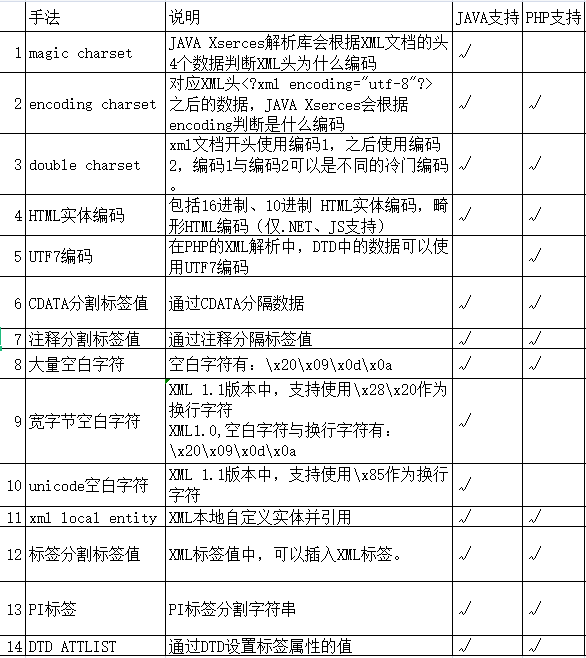 手法 说明 JAVA支持 PHP支持
1 magic charset JAVA Xserces解析库会根据XML文档的头
4个数据判断XML头为什么编码 √
2 encoding charset 对应XML头<?xml encoding="utf-8"?>
之后的数据，JAVA Xserces会根据
encoding判断是什么编码 √ √
3 double charset xml文档开头使用编码1，之后使用编码
2，编码1与编码2可以是不同的冷门编码
。 √ √
4 HTML实体编码 包括16进制、10进制 HTML实体编码，畸
形HTML编码（仅.NET、JS支持） √ √
5 UTF7编码 在PHP的XML解析中，DTD中的数据可以使
用UTF7编码 √
6 CDATA分割标签值 通过CDATA分隔数据 √ √
7 注释分割标签值 通过注释分隔标签值 √ √
8 大量空白字符 空白字符有：\x20\x09\x0d\x0a √ √
9 宽字节空白字符 XML 1.1版本中，支持使用\x28\x20作为
换行字符
XML1.0,空白字符与换行字符有：
\x20\x09\x0d\x0a √
10 unicode空白字符 XML 1.1版本中，支持使用\x85作为换行
字符 √
11 xml local entity XML本地自定义实体并引用 √ √
12 标签分割标签值 XML标签值中，可以插入XML标签。 √ √
13 PI标签 PI标签分割字符串 √ √
14 DTD ATTLIST 通过DTD设置标签属性的值 √ √